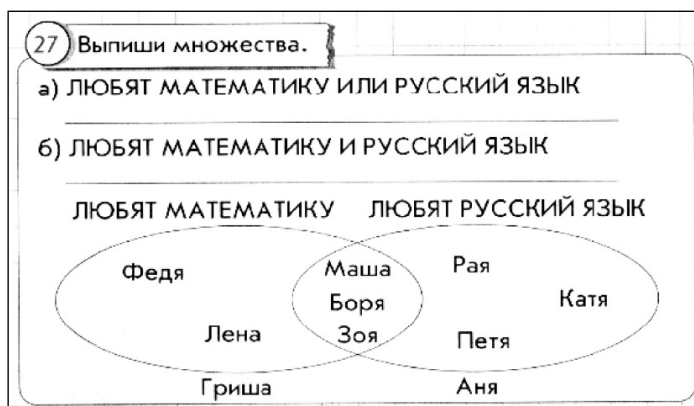 27 Выпиши множества.
а) ЛЮБЯТ МАТЕМАТИКУ ИЛИ РУССКИЙ ЯЗЫК
б) ЛЮБЯТ МАТЕМАТИКУ И РУССКИЙ ЯЗЫК
ЛЮБЯТ МАТЕМАТИКУ ЛЮБЯТ РУССКИЙ ЯЗЫК
Федя Маша Рая
Боря Катя
Лена Зоя Петя
Гриша Аня